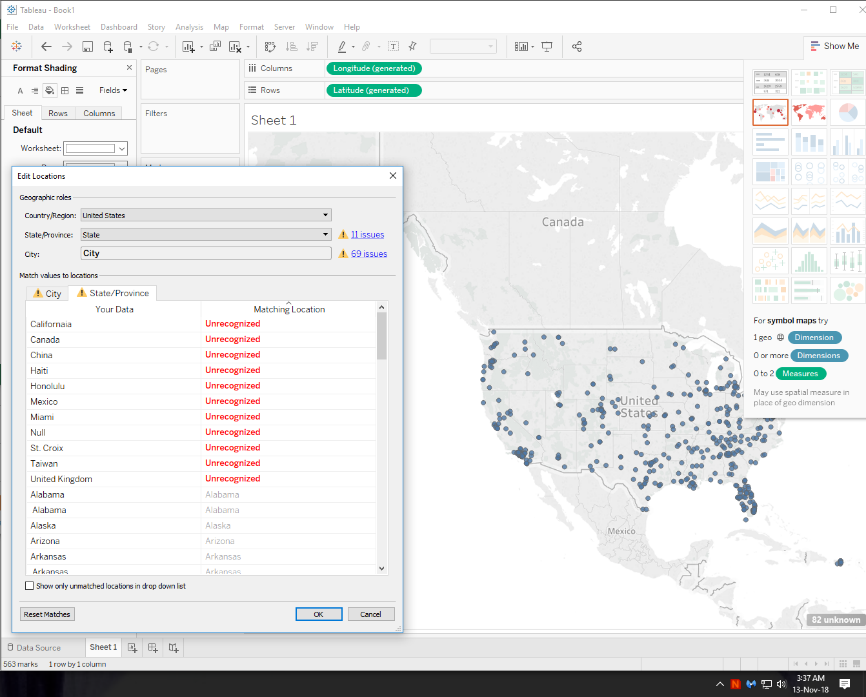 Tableau - Book1
File Data Worksheet Dashboard Story Analysis Map Format Server Window Help
Show Me
Format Shading
Fields
Sheet Rows Columns
Default
Worksheet:
Pages
Filters
Columns Longitude (generated)
Rows Latitude (generated)
Sheet 1
Edit Locations
Geographic roles
Country/Region: United States
State/Province: State 11 issues
City: City 69 issues
Match values to locations
City State/Province
Your Data Matching Location
Californaia Unrecognized
Canada Unrecognized
China Unrecognized
Haiti Unrecognized
Honolulu Unrecognized
Mexico Unrecognized
Miami Unrecognized
Null Unrecognized
St. Croix Unrecognized
Taiwan Unrecognized
United Kingdom Unrecognized
Alabama Alabama
Alabama Alabama
Alaska Alaska
Arizona Arizona
Arkansas Arkansas
Arkansas Arkansas
Show only unmatched locations in drop down list
Reset Matches OK Cancel
Canada
United
States
Mexico
82 unknown
For symbol maps try
1 geo Dimension
0 or more Dimensions
0 to 2 Measures
May use spatial measure in
place of geo dimension
Data Source Sheet 1
563 marks 1 row by 1 column
3:37 AM
13-Nov-18